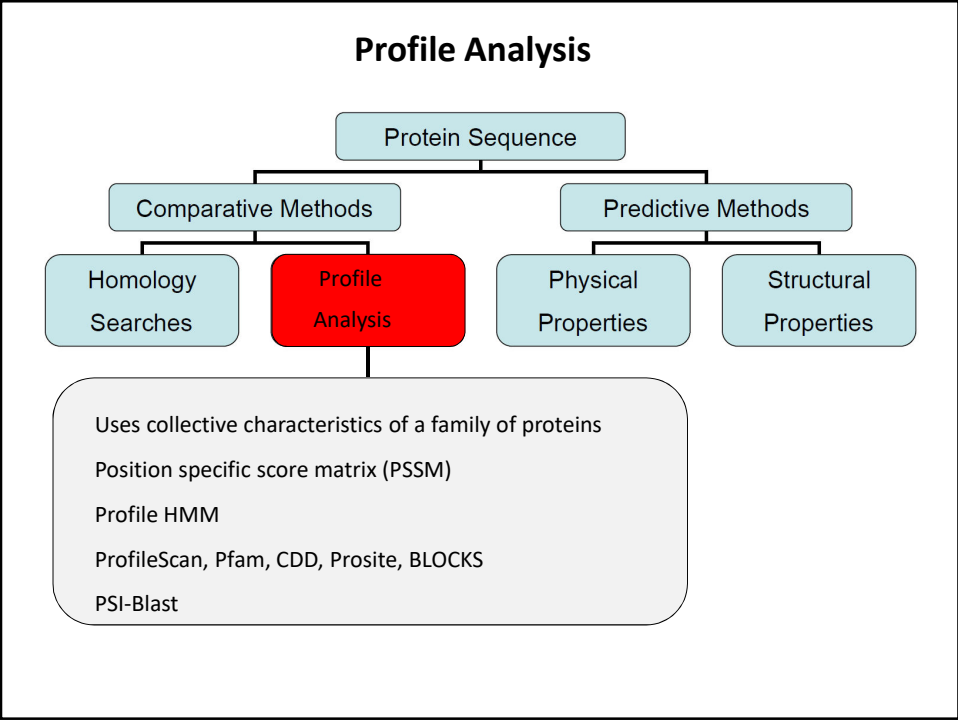 Profile Analysis
Protein Sequence
Comparative Methods
Predictive Methods
Homology
Searches
Profile
Analysis
Physical
Properties
Structural
Properties
Uses collective characteristics of a family of proteins
Position specific score matrix (PSSM)
Profile HMM
ProfileScan, Pfam, CDD, Prosite, BLOCKS
PSI-Blast